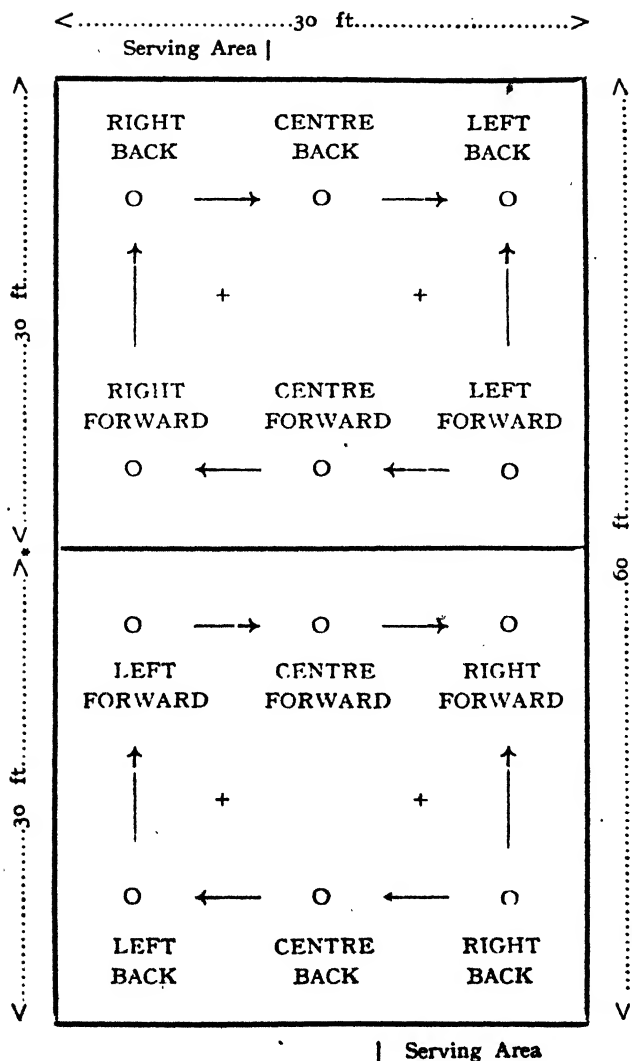 <....................30 ft.....................>
Serving Area |
RIGHT CENTRE LEFT
BACK BACK BACK
O O O
30 ft.
+ +
RIGHT CENTRE LEFT
FORWARD FORWARD FORWARD
O O O
*
60 ft.
O O O
LEFT CENTRE RIGHT
FORWARD FORWARD FORWARD
30 ft.
+ +
O O O
LEFT CENTRE RIGHT
BACK BACK BACK
| Serving Area